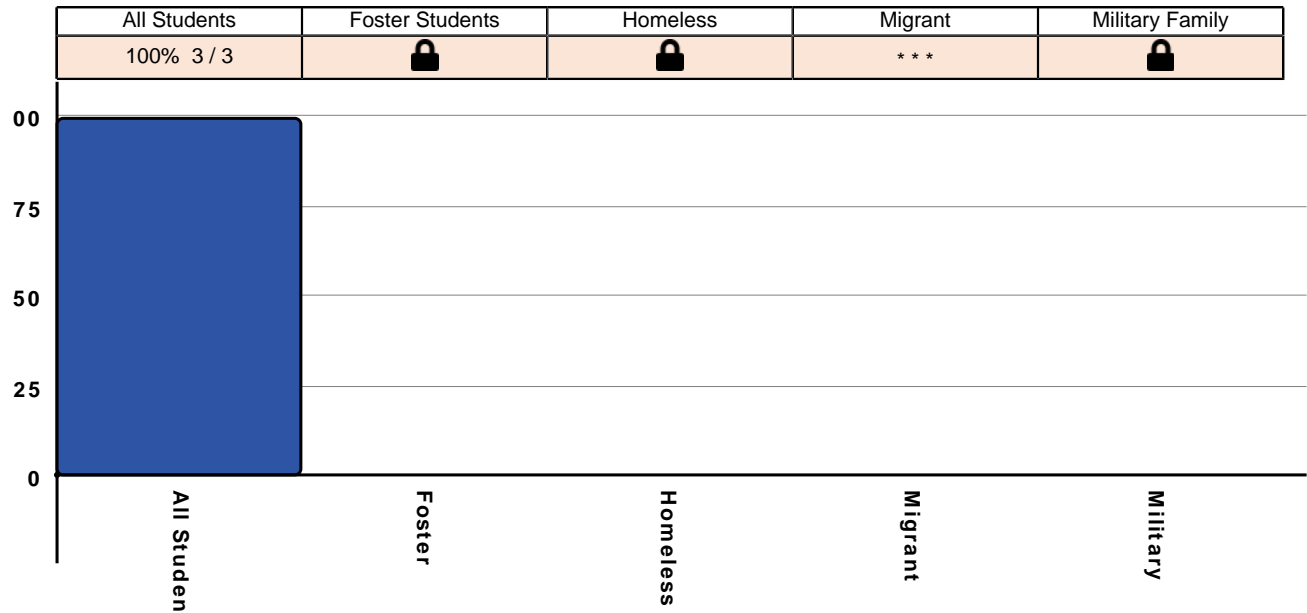 All Students Foster Students Homeless Migrant Military Family
100% 3 / 3 * * *
00
75
50
25
0
All Studen
Foster
Homeless
Migrant
Military